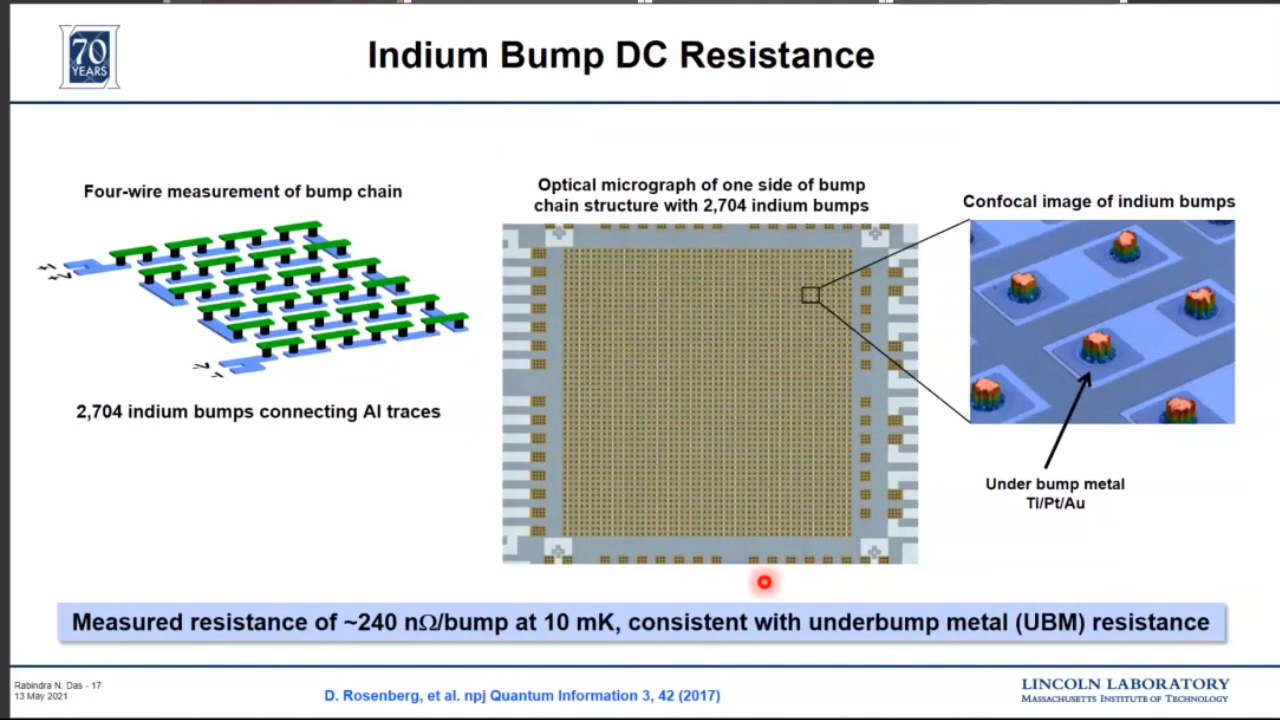 70
YEARS
Indium Bump DC Resistance
Four-wire measurement of bump chain
+I
+V
-V
-I
2,704 indium bumps connecting Al traces
Optical micrograph of one side of bump
chain structure with 2,704 indium bumps
Confocal image of indium bumps
Under bump metal
Ti/Pt/Au
Measured resistance of ~240 nΩ/bump at 10 mK, consistent with underbump metal (UBM) resistance
Rabindra N. Das - 17
13 May 2021
D. Rosenberg, et al. npj Quantum Information 3, 42 (2017)
LINCOLN LABORATORY
MASSACHUSETTS INSTITUTE OF TECHNOLOGY